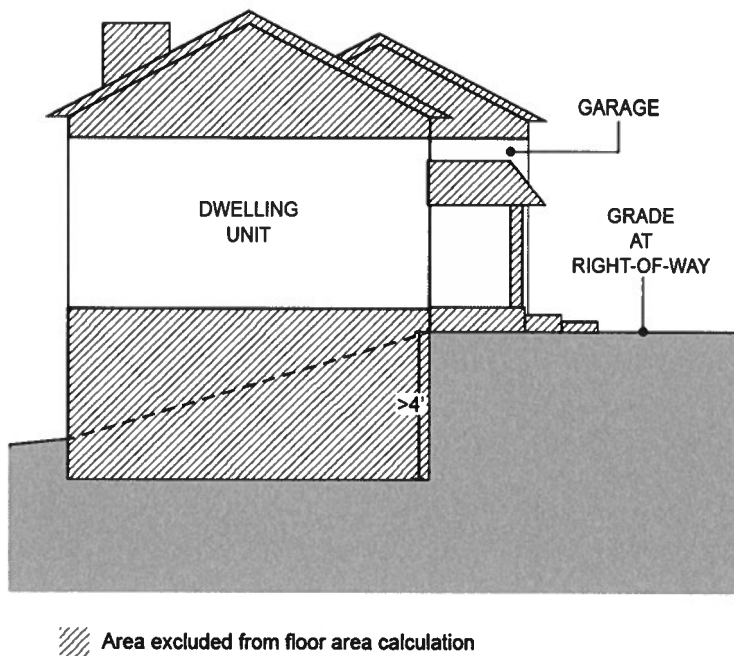 GARAGE
DWELLING
UNIT
GRADE
AT
RIGHT-OF-WAY
>4'
Area excluded from floor area calculation